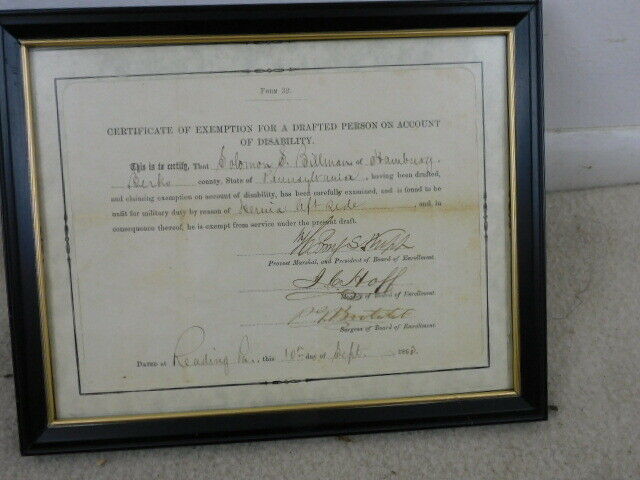 Form 32.
CERTIFICATE OF EXEMPTION FOR A DRAFTED PERSON ON ACCOUNT
OF DISABILITY.
This is to certify, That Solomon S. Billman of Hamburg
Berks county, State of Pennsylvania, having been drafted,
and claiming exemption on account of disability, has been carefully examined, and is found to be
unfit for military duty by reason of Hernia left side and, in
consequence thereof, he is exempt from service under the present draft.
Provost Marshal, and President of Board of Enrollment.
J. C. Hoff
of Board of Enrollment.
Surgeon of Board of Enrollment.
Dated at Reading Pa., this 10th day of Sept. 1863.